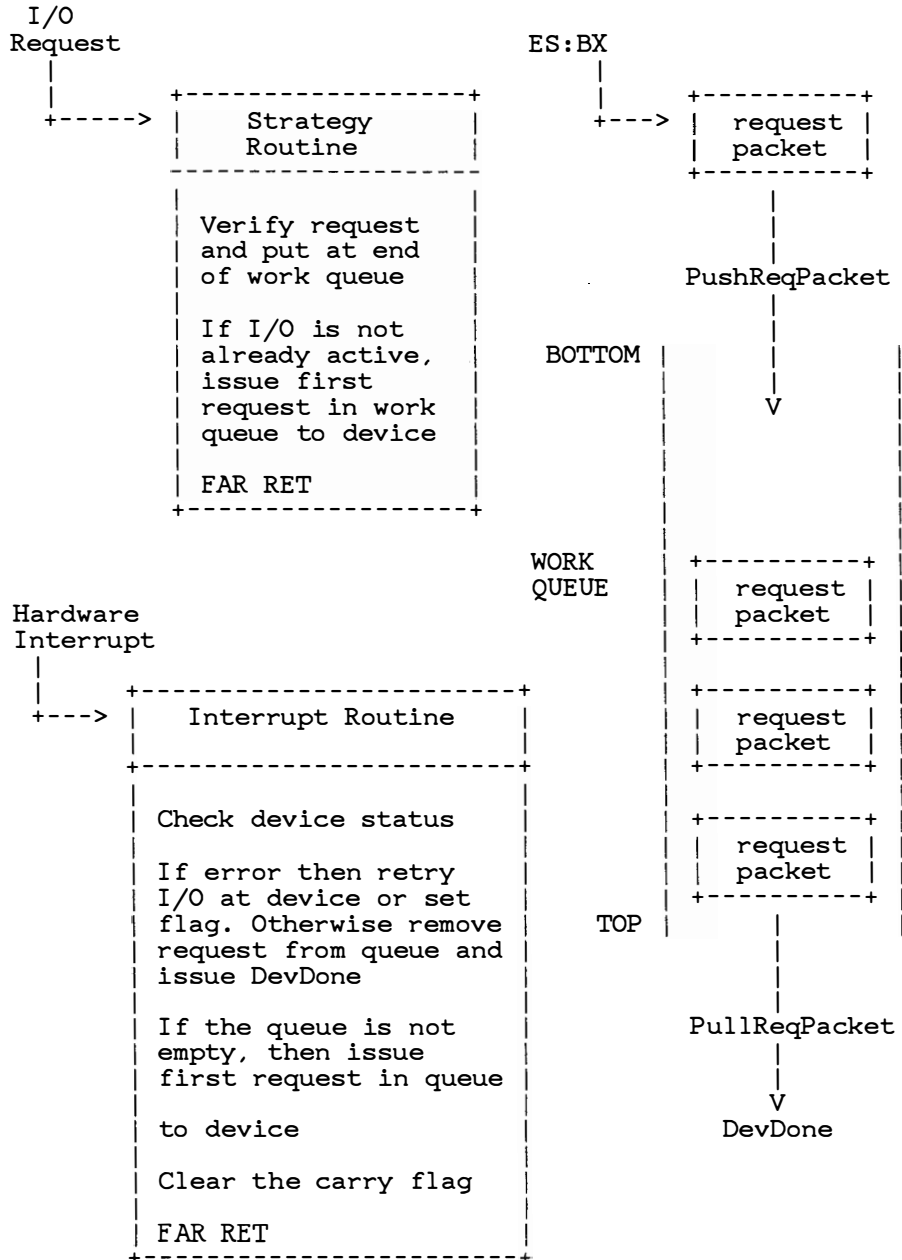 I/O
Request
ES:BX
Strategy
Routine
request
packet
Verify request
and put at end
of work queue
If I/O is not
already active,
issue first
request in work
queue to device
FAR RET
PushReqPacket
BOTTOM
V
WORK
QUEUE
request
packet
request
packet
request
packet
TOP
PullReqPacket
V
DevDone
Hardware
Interrupt
Interrupt Routine
Check device status
If error then retry
I/O at device or set
flag. Otherwise remove
request from queue and
issue DevDone
If the queue is not
empty, then issue
first request in queue
to device
Clear the carry flag
FAR RET